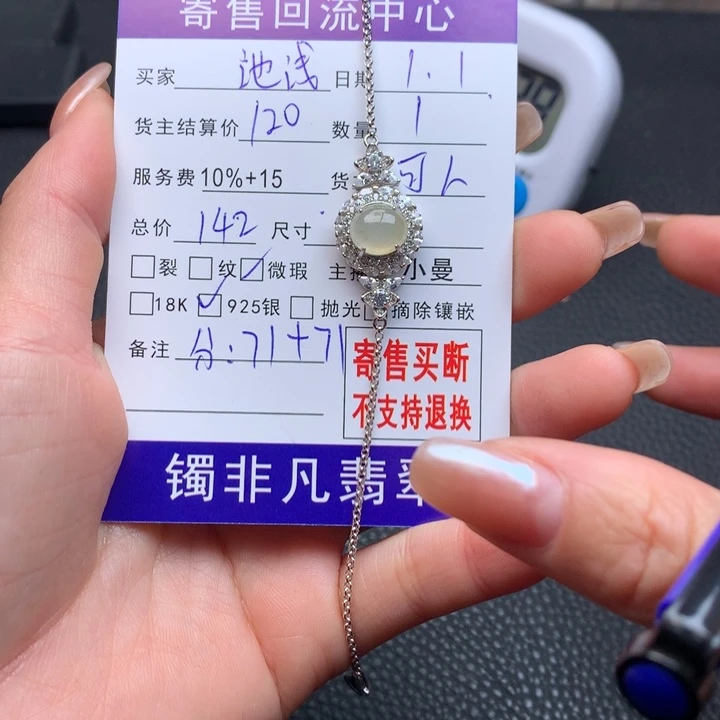 寄售回流中心
买家 池浅 日期 1.1
货主结算价 120 数量 1
服务费 10%+15 货
总价 142 尺寸
裂 纹 微瑕 主 小曼
18K 925银 抛光 摘除镶嵌
备注 分:71+71
寄售买断
不支持退换
镯非凡翡翠